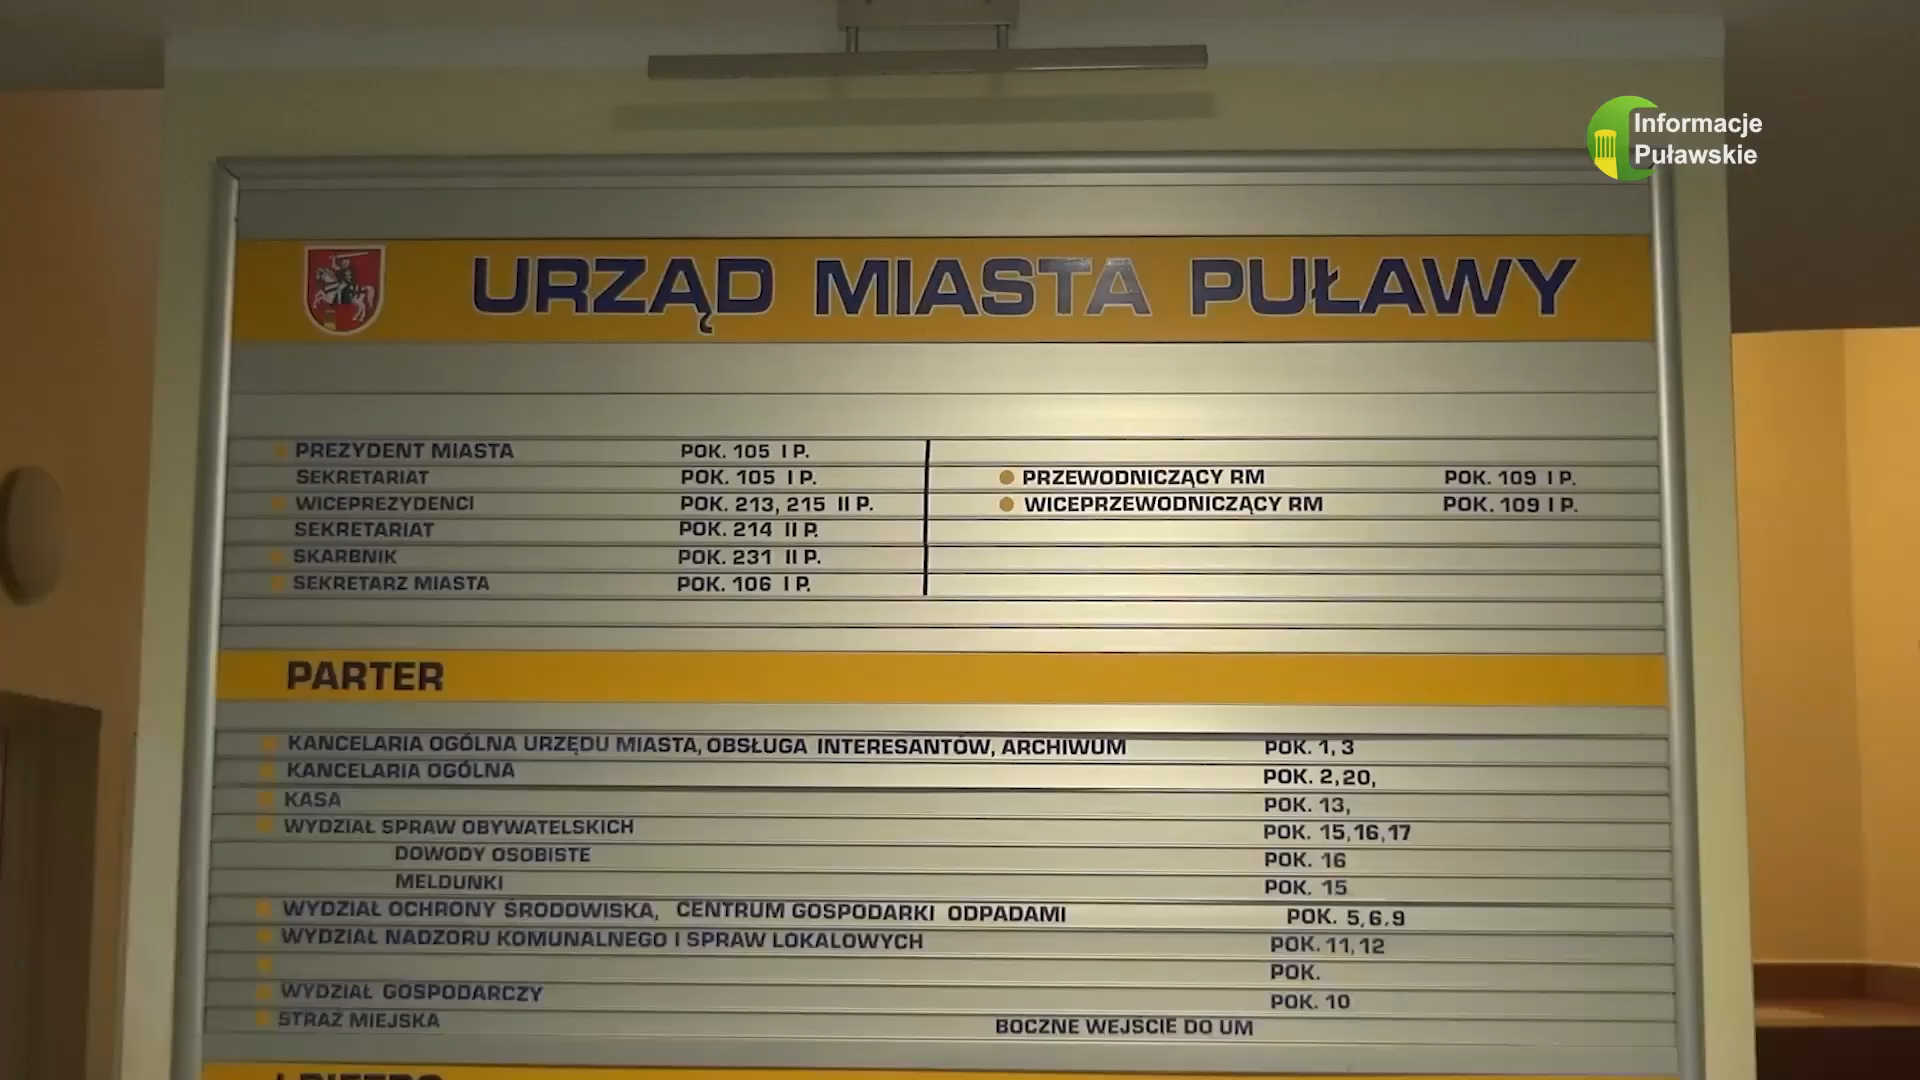 Informacje
Puławskie
URZĄD MIASTA PUŁAWY
PREZYDENT MIASTA POK. 105 I P.
SEKRETARIAT POK. 105 I P.
WICEPREZYDENCI POK. 213, 215 II P.
SEKRETARIAT POK. 214 II P.
SKARBNIK POK. 231 II P.
SEKRETARZ MIASTA POK. 106 I P.
PRZEWODNICZĄCY RM POK. 109 I P.
WICEPRZEWODNICZĄCY RM POK. 109 I P.
PARTER
KANCELARIA OGÓLNA URZĘDU MIASTA, OBSŁUGA INTERESANTÓW, ARCHIWUM POK. 1, 3
KANCELARIA OGÓLNA POK. 2,20,
KASA POK. 13,
WYDZIAŁ SPRAW OBYWATELSKICH POK. 15,16,17
DOWODY OSOBISTE POK. 16
MELDUNKI POK. 15
WYDZIAŁ OCHRONY ŚRODOWISKA, CENTRUM GOSPODARKI ODPADAMI POK. 5,6,9
WYDZIAŁ NADZORU KOMUNALNEGO I SPRAW LOKALOWYCH POK. 11,12
POK.
WYDZIAŁ GOSPODARCZY POK. 10
STRAŻ MIEJSKA BOCZNE WEJŚCIE DO UM